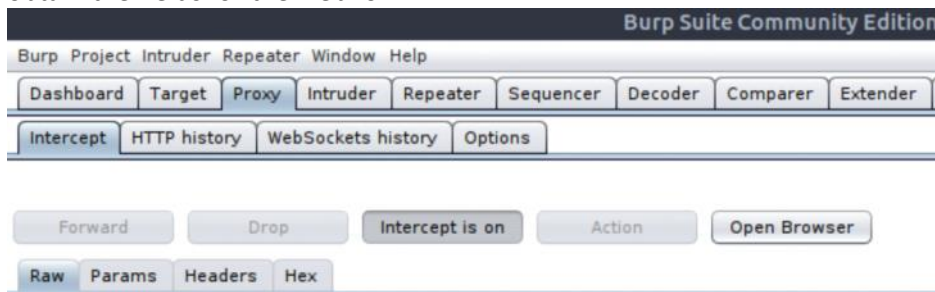 Burp Suite Community Edition
Burp Project Intruder Repeater Window Help
Dashboard Target Proxy Intruder Repeater Sequencer Decoder Comparer Extender
Intercept HTTP history WebSockets history Options
Forward Drop Intercept is on Action Open Browser
Raw Params Headers Hex